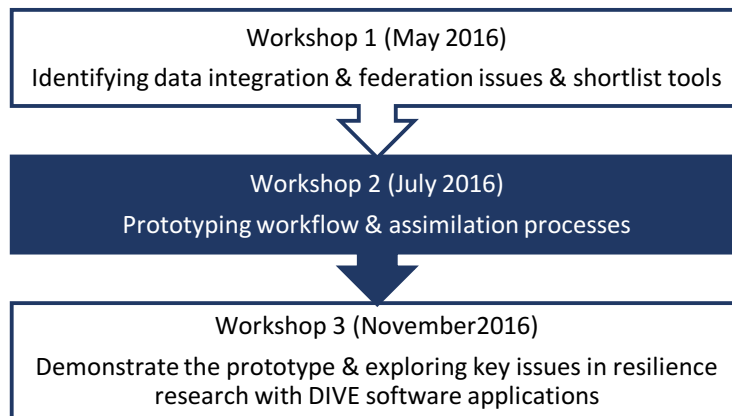 Workshop 1 (May 2016)
Identifying data integration & federation issues & shortlist tools
Workshop 2 (July 2016)
Prototyping workflow & assimilation processes
Workshop 3 (November2016)
Demonstrate the prototype & exploring key issues in resilience
research with DIVE software applications